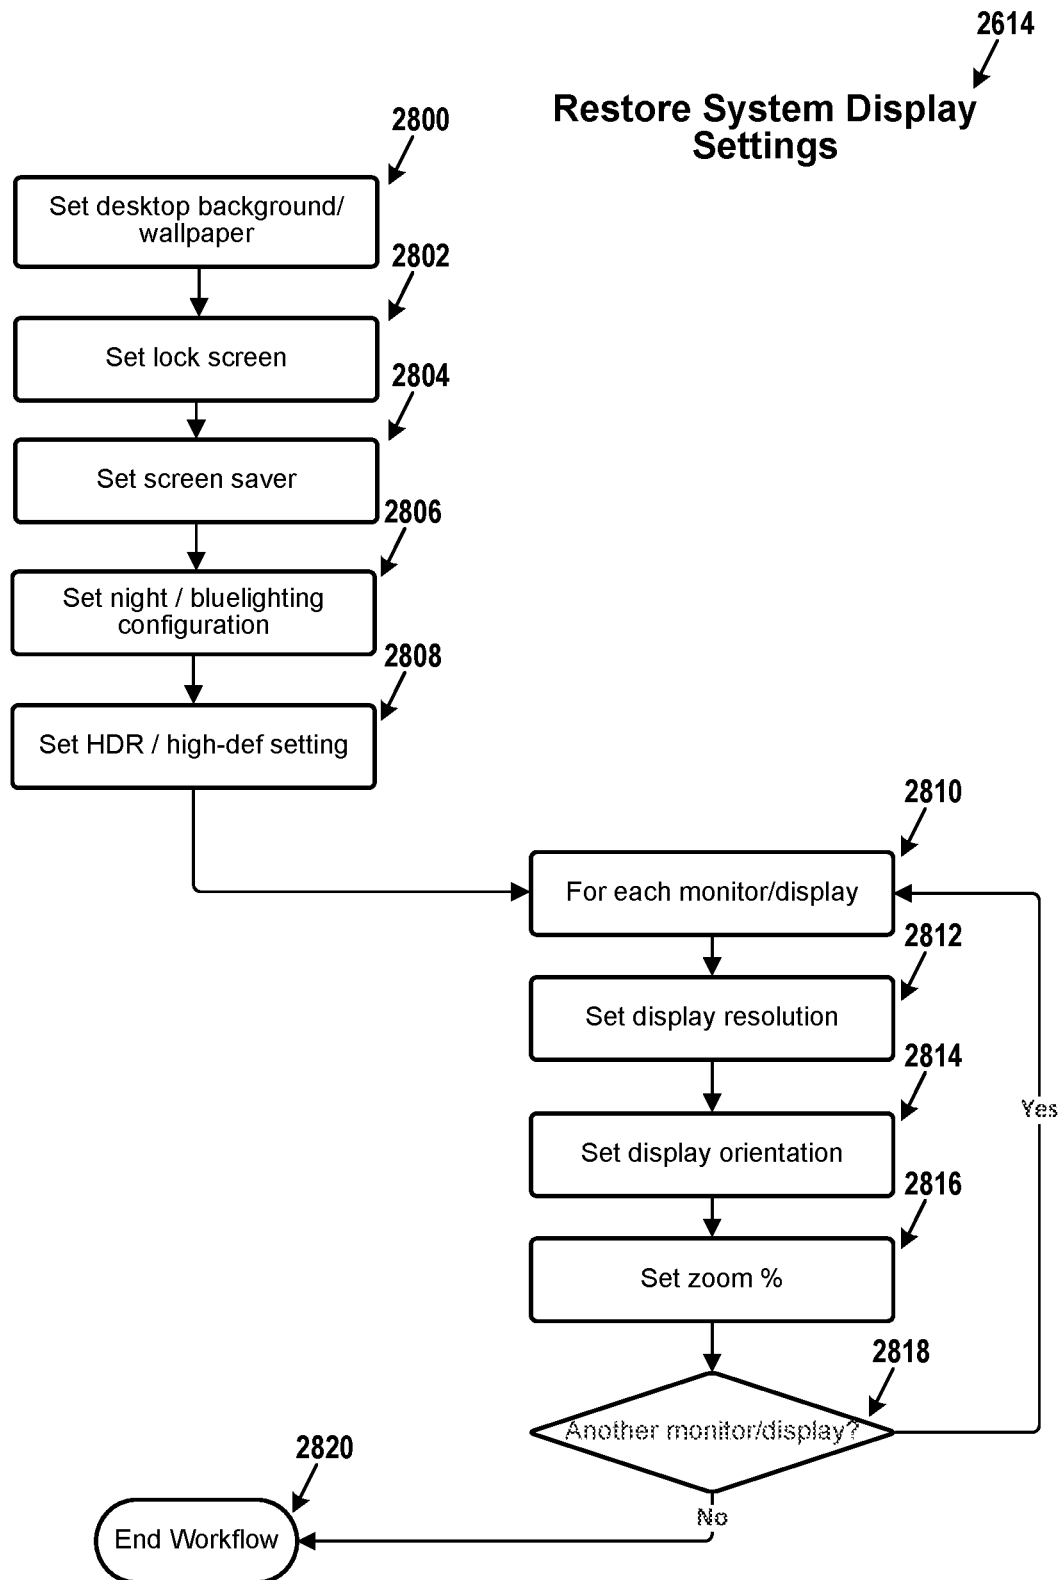 2614
Restore System Display
Settings
2800
Set desktop background/
wallpaper
2802
Set lock screen
2804
Set screen saver
2806
Set night / bluelighting
configuration
2808
Set HDR / high-def setting
2810
For each monitor/display
2812
Set display resolution
2814
Set display orientation
Yes
2816
Set zoom %
2818
Another monitor/display?
No
2820
End Workflow